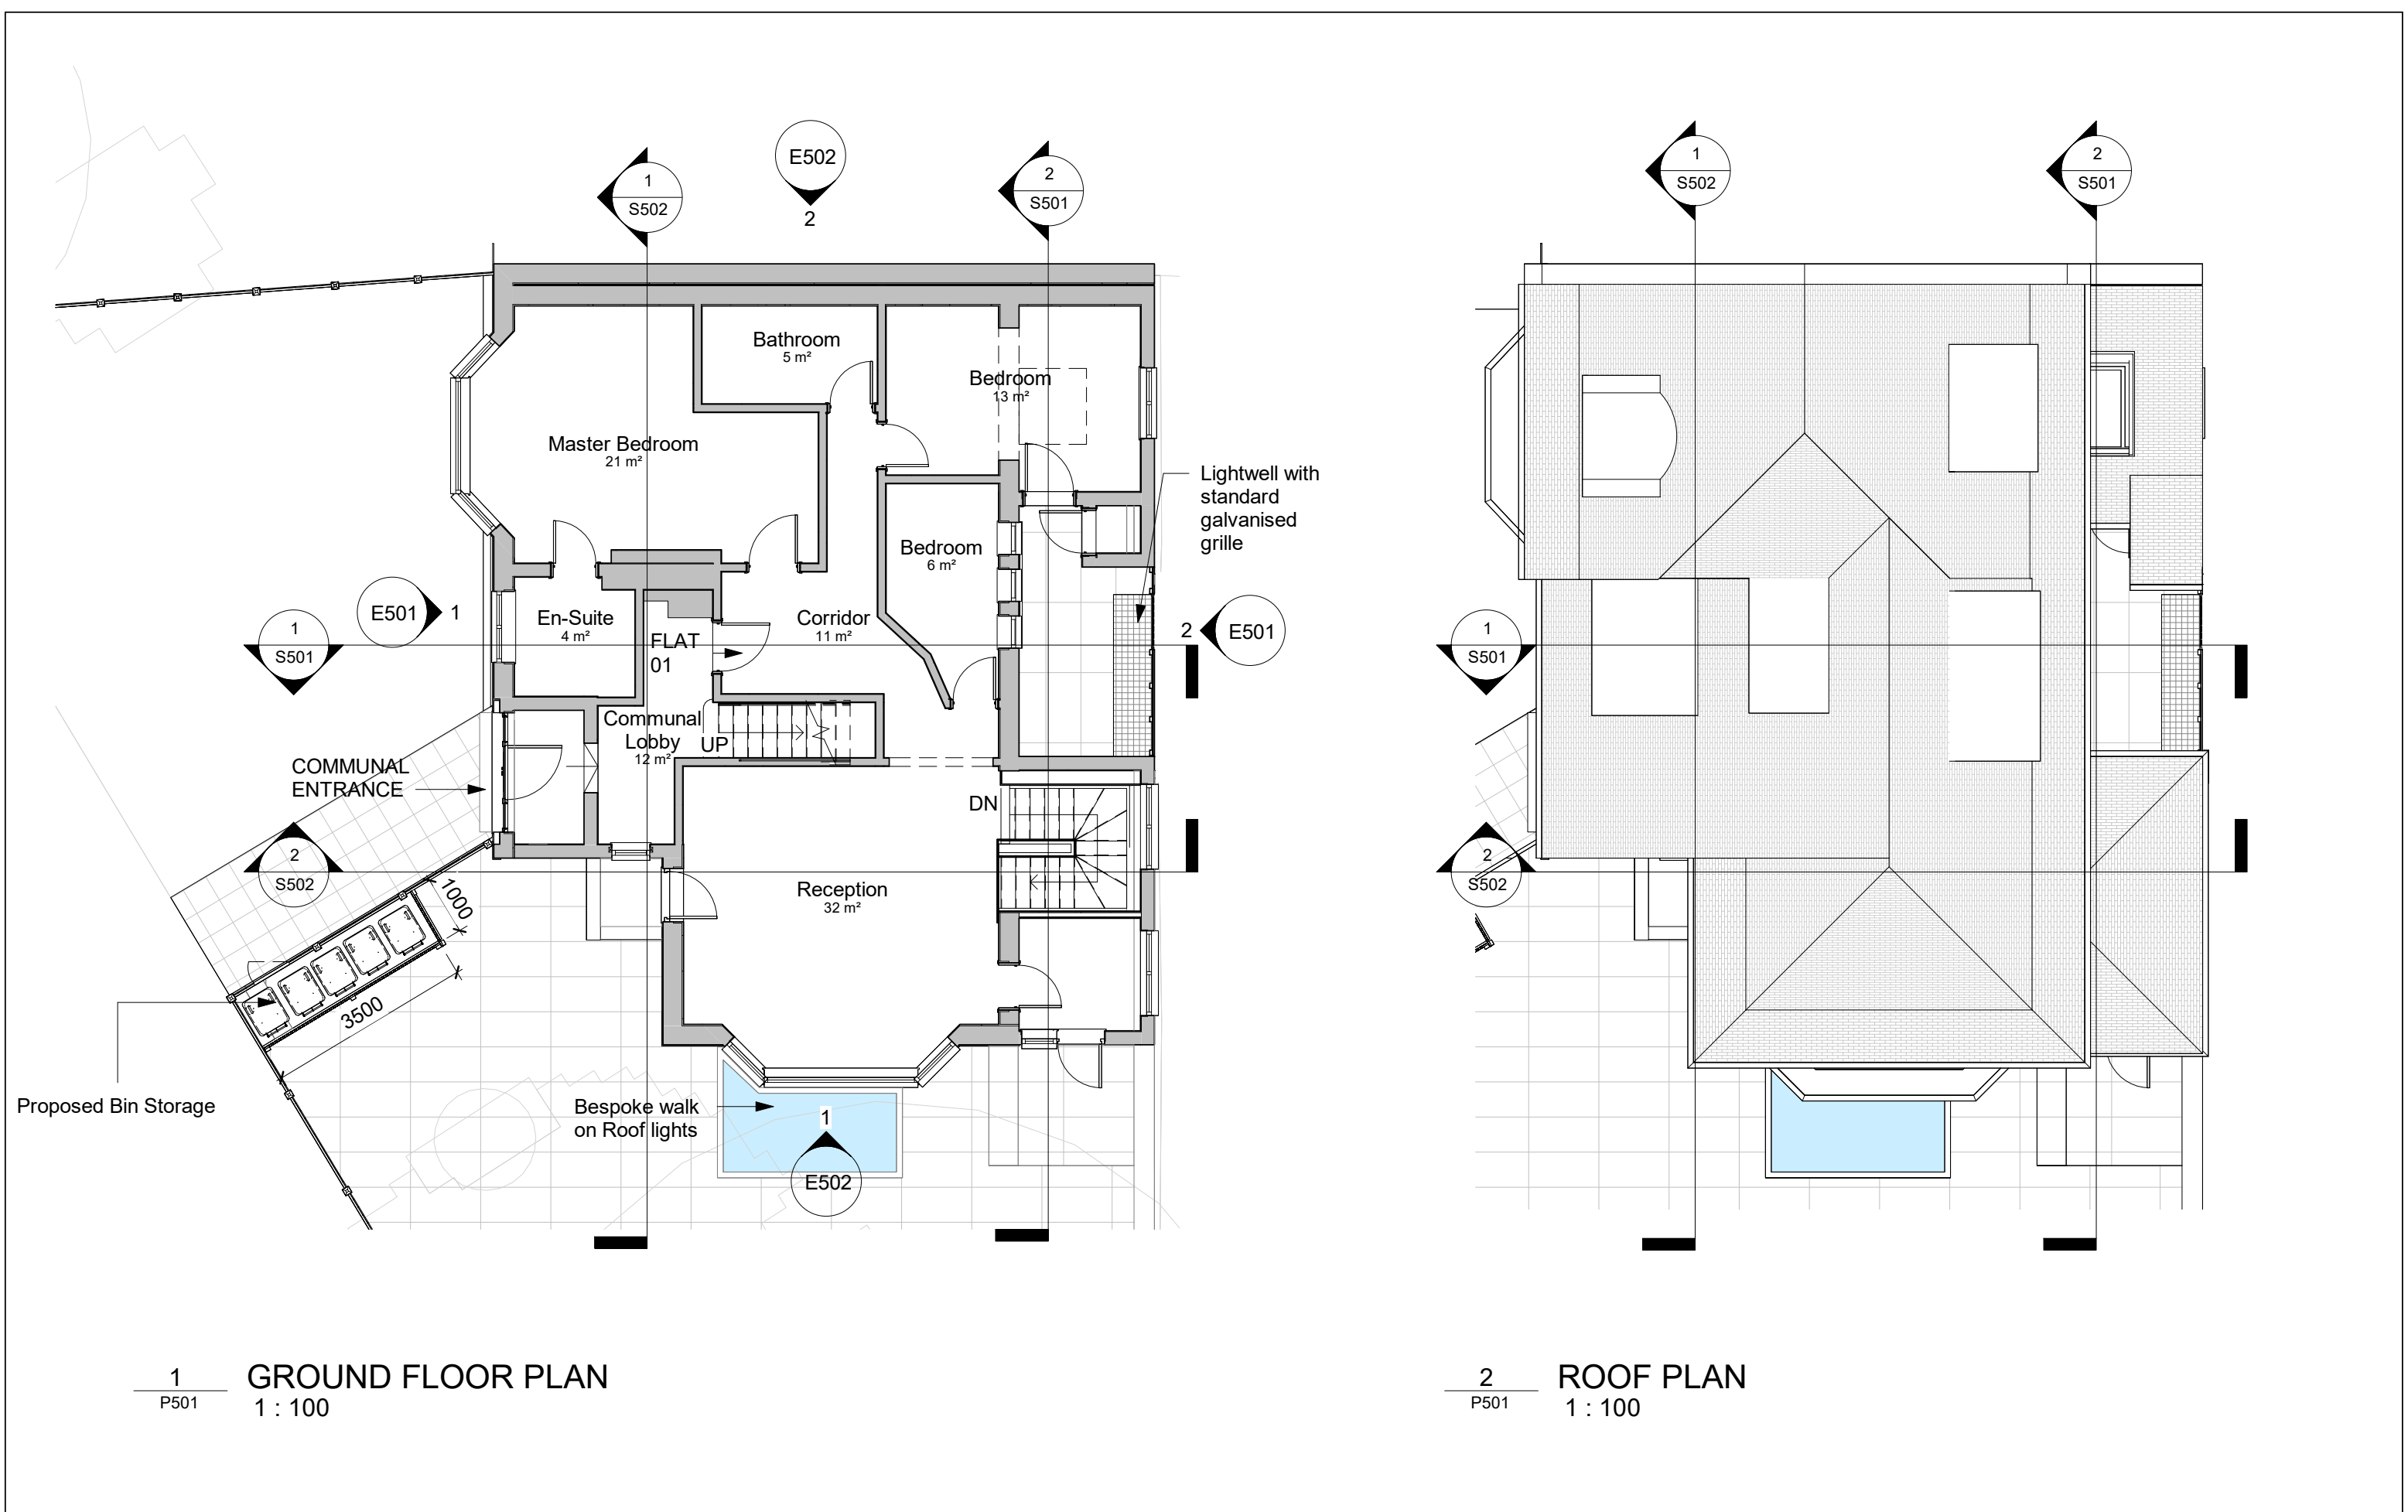 E502
2
1
S502
2
S501
Bathroom
5 m²
Bedroom
13 m²
Master Bedroom
21 m²
Lightwell with
standard
galvanised
grille
Bedroom
6 m²
E501
1
En-Suite
4 m²
Corridor
11 m²
FLAT
01
1
S501
2
E501
Communal
Lobby
12 m²
UP
COMMUNAL
ENTRANCE
DN
2
S502
Reception
32 m²
1000
3500
Proposed Bin Storage
Bespoke walk
on Roof lights
1
E502
1
P501
GROUND FLOOR PLAN
1 : 100
1
S502
2
S501
1
S501
2
S502
2
P501
ROOF PLAN
1 : 100